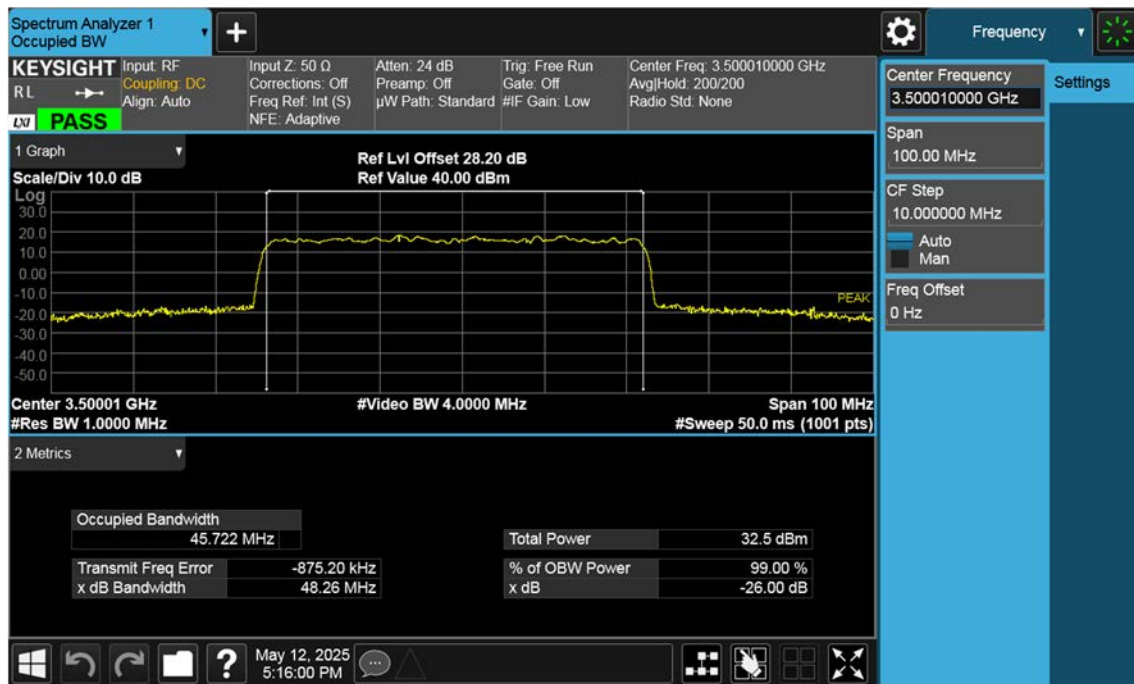 Spectrum Analyzer 1
Occupied BW
Frequency
KEYSIGHT
RL
LXI PASS
Input: RF
Coupling: DC
Align: Auto
Input Z: 50 Ω
Corrections: Off
Freq Ref: Int (S)
NFE: Adaptive
Atten: 24 dB
Preamp: Off
µW Path: Standard
Trig: Free Run
Gate: Off
#IF Gain: Low
Center Freq: 3.500010000 GHz
Avg|Hold: 200/200
Radio Std: None
Center Frequency
3.500010000 GHz
Settings
Span
100.00 MHz
CF Step
10.000000 MHz
Auto
Man
Freq Offset
0 Hz
1 Graph
Scale/Div 10.0 dB
Ref Lvl Offset 28.20 dB
Ref Value 40.00 dBm
Log
30.0
20.0
10.0
0.00
-10.0
-20.0
-30.0
-40.0
-50.0
PEAK
Center 3.50001 GHz
#Res BW 1.0000 MHz
#Video BW 4.0000 MHz
Span 100 MHz
#Sweep 50.0 ms (1001 pts)
2 Metrics
Occupied Bandwidth
45.722 MHz
Transmit Freq Error -875.20 kHz
x dB Bandwidth 48.26 MHz
Total Power 32.5 dBm
% of OBW Power 99.00 %
x dB -26.00 dB
?
May 12, 2025
5:16:00 PM